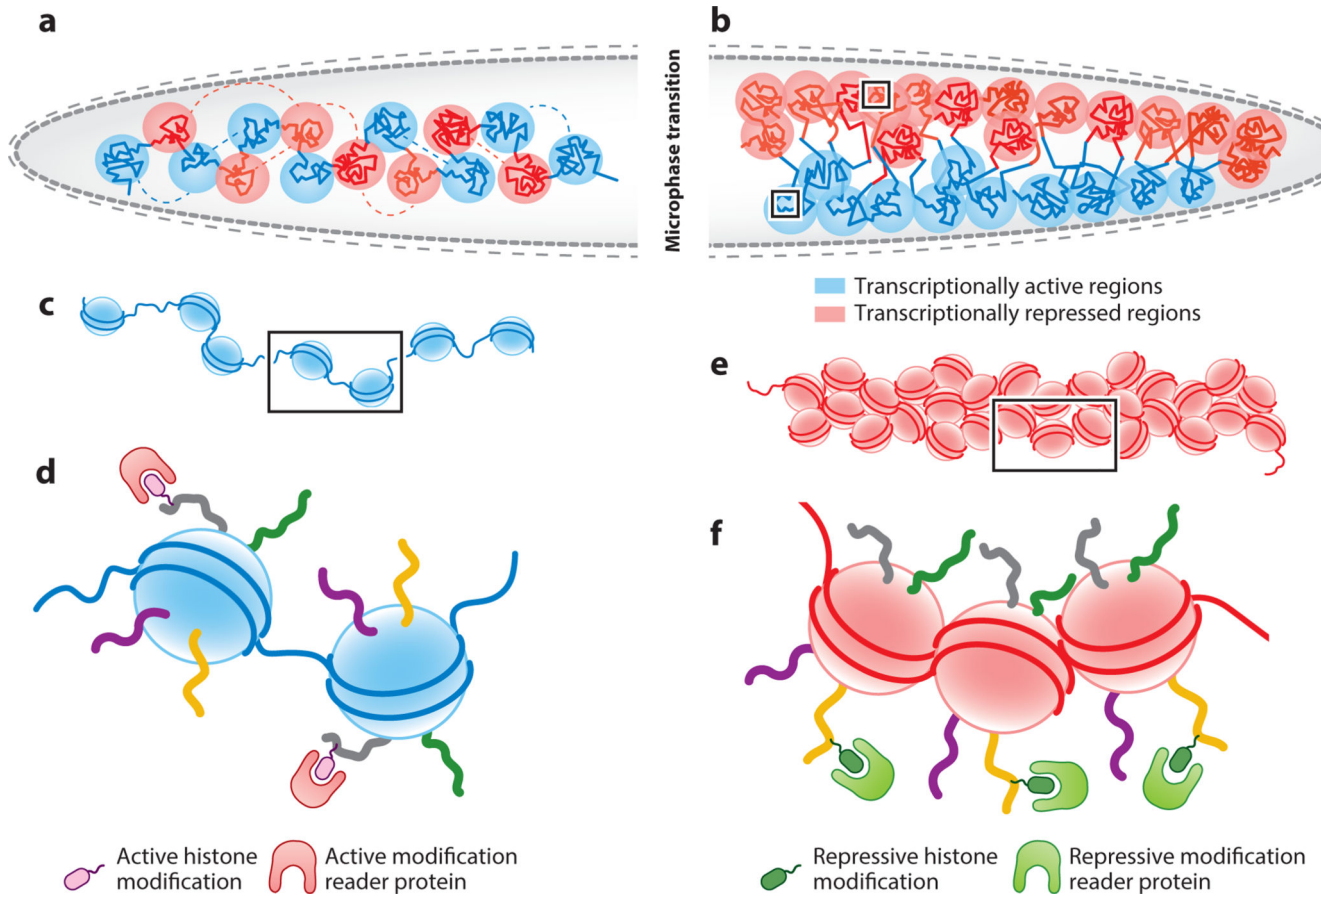 a
Microphase transition
b
Transcriptionally active regions
Transcriptionally repressed regions
c
e
d
f
Active histone
modification
Active modification
reader protein
Repressive histone
modification
Repressive modification
reader protein